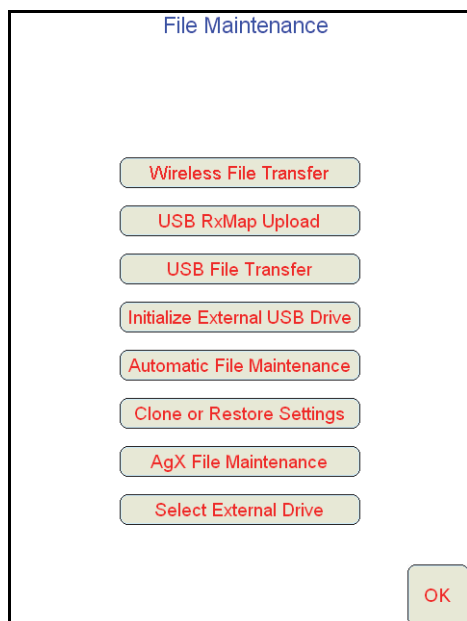 File Maintenance
Wireless File Transfer
USB RxMap Upload
USB File Transfer
Initialize External USB Drive
Automatic File Maintenance
Clone or Restore Settings
AgX File Maintenance
Select External Drive
OK